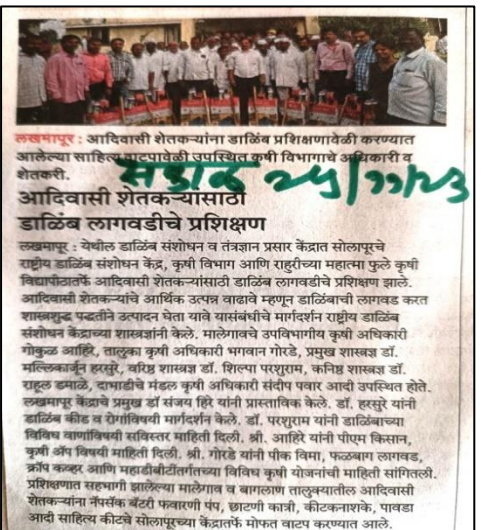 लखमापूर : आदिवासी शेतकऱ्यांना डाळिंब प्रशिक्षणावेळी करण्यात
आलेल्या साहित्य वाटपावेळी उपस्थित कृषी विभागाचे अधिकारी व
शेतकरी.
सकाळ २५/११/२३
आदिवासी शेतकऱ्यांसाठी
डाळिंब लागवडीचे प्रशिक्षण
लखमापूर : येथील डाळिंब संशोधन व तंत्रज्ञान प्रसार केंद्रात सोलापूरचे
राष्ट्रीय डाळिंब संशोधन केंद्र, कृषी विभाग आणि राहुरीच्या महात्मा फुले कृषी
विद्यापीठातर्फे आदिवासी शेतकऱ्यांसाठी डाळिंब लागवडीचे प्रशिक्षण झाले.
आदिवासी शेतकऱ्यांचे आर्थिक उत्पन्न वाढावे म्हणून डाळिंबाची लागवड करत
शास्त्रशुद्ध पद्धतीने उत्पादन घेता यावे यासंबंधीचे मार्गदर्शन राष्ट्रीय डाळिंब
संशोधन केंद्राच्या शास्त्रज्ञांनी केले. मालेगावचे उपविभागीय कृषी अधिकारी
गोकुळ आहिरे, तालुका कृषी अधिकारी भगवान गोरडे, प्रमुख शास्त्रज्ञ डॉ.
मल्लिकार्जुन हरसुरे, वरिष्ठ शास्त्रज्ञ डॉ. शिल्पा परशुराम, कनिष्ठ शास्त्रज्ञ डॉ.
राहूल डमाळे, दाभाडीचे मंडल कृषी अधिकारी संदीप पवार आदी उपस्थित होते.
लखमापूर केंद्राचे प्रमुख डॉ संजय हिरे यांनी प्रास्ताविक केले. डॉ. हरसुरे यांनी
डाळिंब कीड व रोगांविषयी मार्गदर्शन केले. डॉ. परशुराम यांनी डाळिंबाच्या
विविध वाणांविषयी सविस्तर माहिती दिली. श्री. आहिरे यांनी पीएम किसान,
कृषी ॲप विषयी माहिती दिली. श्री. गोरडे यांनी पीक विमा, फळबाग लागवड,
क्रॉप कव्हर आणि महाडीबीटीअंतर्गतच्या विविध कृषी योजनांची माहिती सांगितली.
प्रशिक्षणात सहभागी झालेल्या मालेगाव व बागलाण तालुक्यातील आदिवासी
शेतकऱ्यांना नॅपसॅक बॅटरी फवारणी पंप, छाटणी कात्री, कीटकनाशके, पावडा
आदी साहित्य कीटचे सोलापूरच्या केंद्रातर्फे मोफत वाटप करण्यात आले.